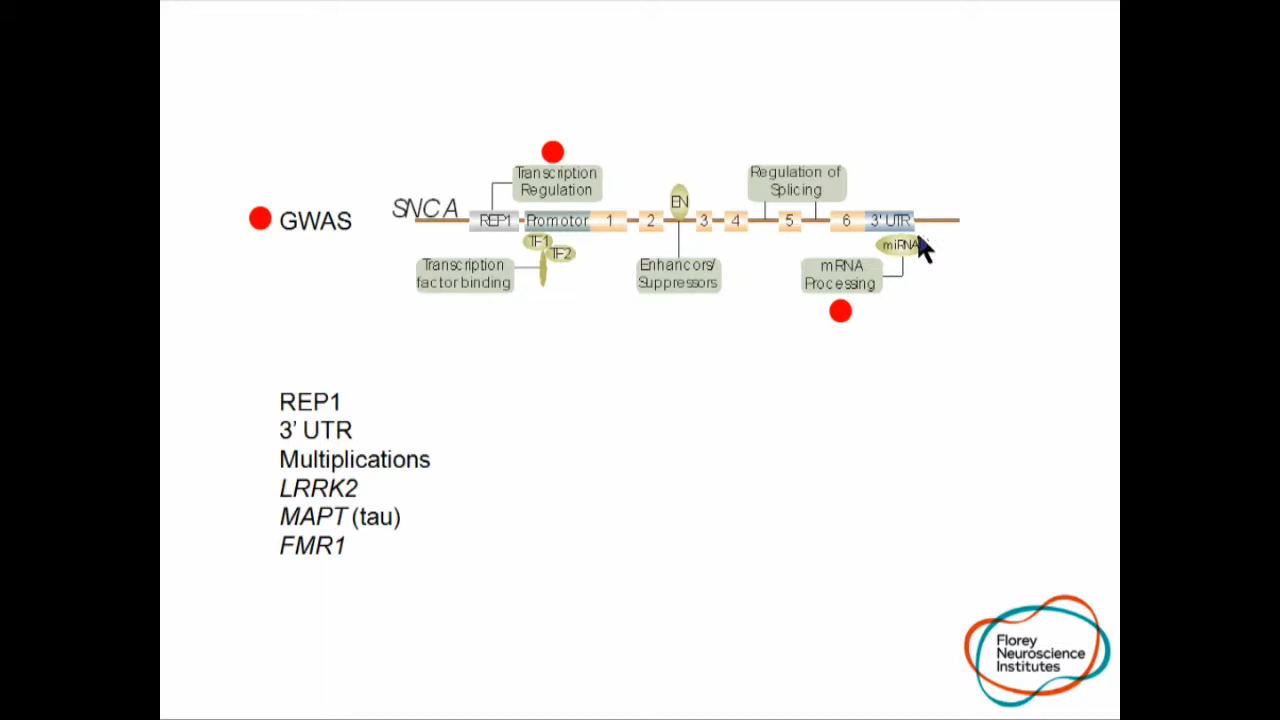 Transcription
Regulation
Regulation of
Splicing
GWAS
SNCA
REP1
Promotor
1
2
EN
3
4
5
6
3' UTR
TF1
TF2
miRNA
Transcription
factor binding
Enhancors/
Suppressors
mRNA
Processing
REP1
3’ UTR
Multiplications
LRRK2
MAPT (tau)
FMR1
Florey
Neuroscience
Institutes